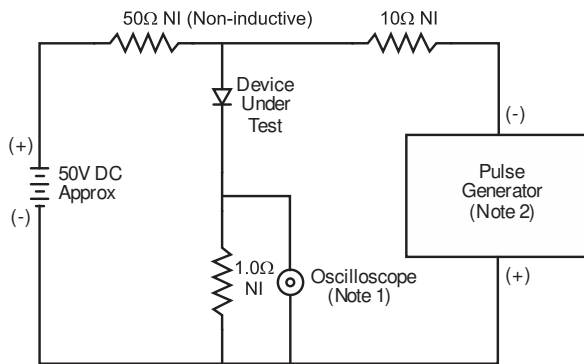 50Ω NI (Non-inductive)
10Ω NI
Device
Under
Test
(+)
50V DC
Approx
(-)
(-)
Pulse
Generator
(Note 2)
(+)
1.0Ω
NI
Oscilloscope
(Note 1)